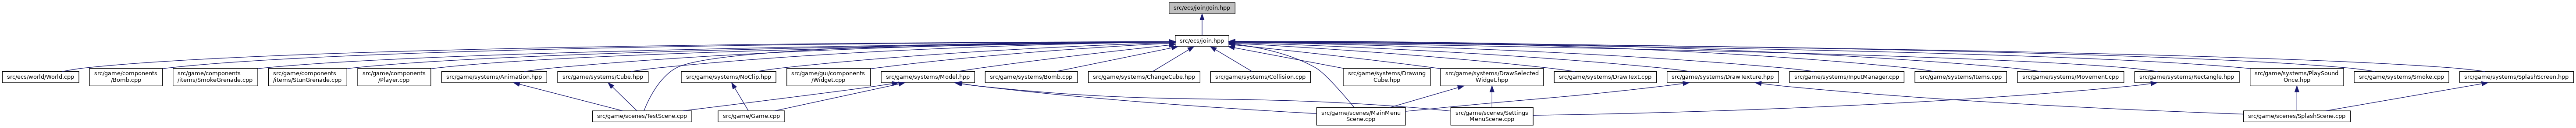 src/ecs/join/Join.hpp
src/ecs/join.hpp
src/ecs/world/World.cpp
src/game/components
/Bomb.cpp
src/game/components
/items/SmokeGrenade.cpp
src/game/components
/items/StunGrenade.cpp
src/game/components
/Player.cpp
src/game/systems/Animation.hpp
src/game/systems/Cube.hpp
src/game/systems/NoClip.hpp
src/game/gui/components
/Widget.cpp
src/game/systems/Model.hpp
src/game/systems/Bomb.cpp
src/game/systems/ChangeCube.hpp
src/game/systems/Collision.cpp
src/game/systems/Drawing
Cube.hpp
src/game/systems/DrawSelected
Widget.hpp
src/game/systems/DrawText.cpp
src/game/systems/DrawTexture.hpp
src/game/systems/InputManager.cpp
src/game/systems/Items.cpp
src/game/systems/Movement.cpp
src/game/systems/Rectangle.hpp
src/game/systems/PlaySound
Once.hpp
src/game/systems/Smoke.cpp
src/game/systems/SplashScreen.hpp
src/game/scenes/TestScene.cpp
src/game/Game.cpp
src/game/scenes/MainMenu
Scene.cpp
src/game/scenes/Settings
MenuScene.cpp
src/game/scenes/SplashScene.cpp